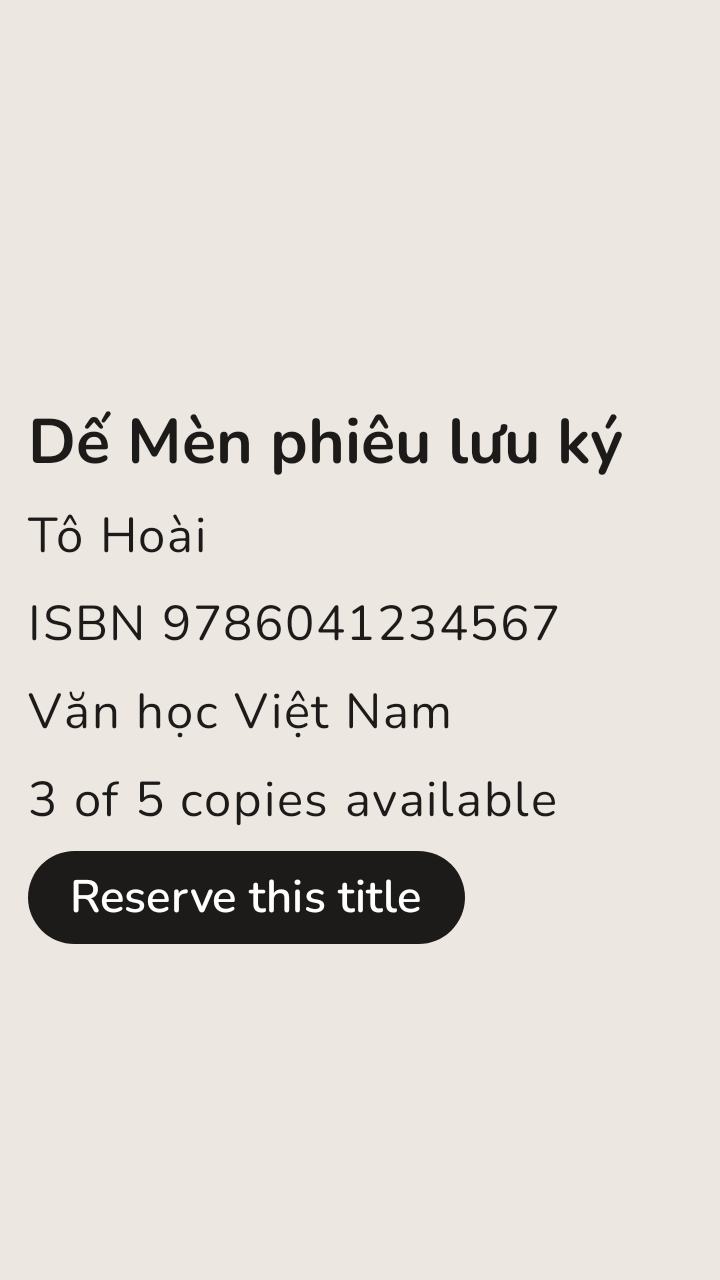 Dế Mèn phiêu lưu ký
Tô Hoài
ISBN 9786041234567
Văn học Việt Nam
3 of 5 copies available
Reserve this title